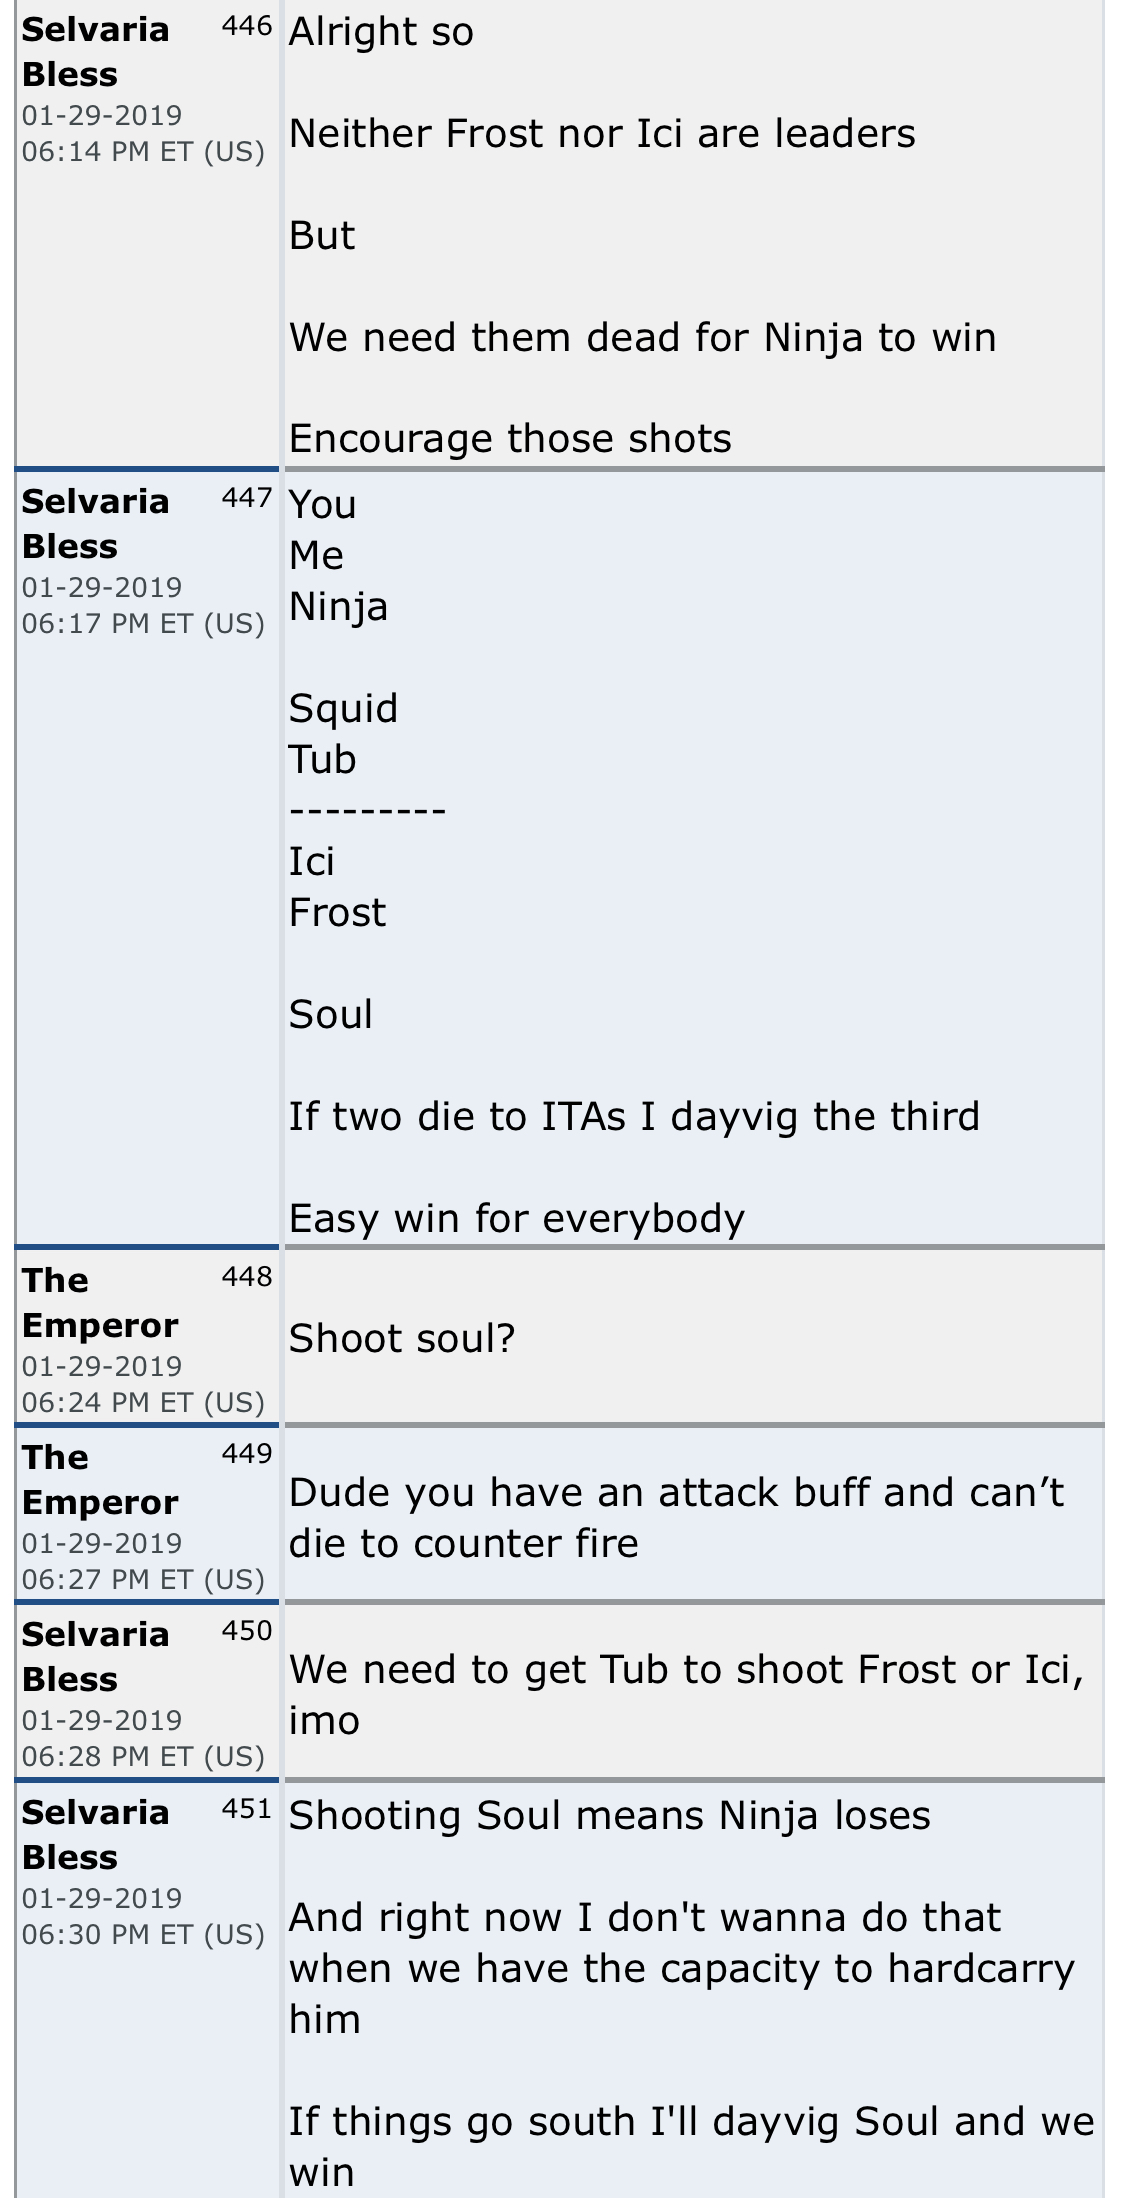 Selvaria 446
Bless
01-29-2019
06:14 PM ET (US)
Alright so
Neither Frost nor Ici are leaders
But
We need them dead for Ninja to win
Encourage those shots
Selvaria 447
Bless
01-29-2019
06:17 PM ET (US)
You
Me
Ninja
Squid
Tub
---------
Ici
Frost
Soul
If two die to ITAs I dayvig the third
Easy win for everybody
The 448
Emperor
01-29-2019
06:24 PM ET (US)
Shoot soul?
The 449
Emperor
01-29-2019
06:27 PM ET (US)
Dude you have an attack buff and can’t
die to counter fire
Selvaria 450
Bless
01-29-2019
06:28 PM ET (US)
We need to get Tub to shoot Frost or Ici,
imo
Selvaria 451
Bless
01-29-2019
06:30 PM ET (US)
Shooting Soul means Ninja loses
And right now I don't wanna do that
when we have the capacity to hardcarry
him
If things go south I'll dayvig Soul and we
win